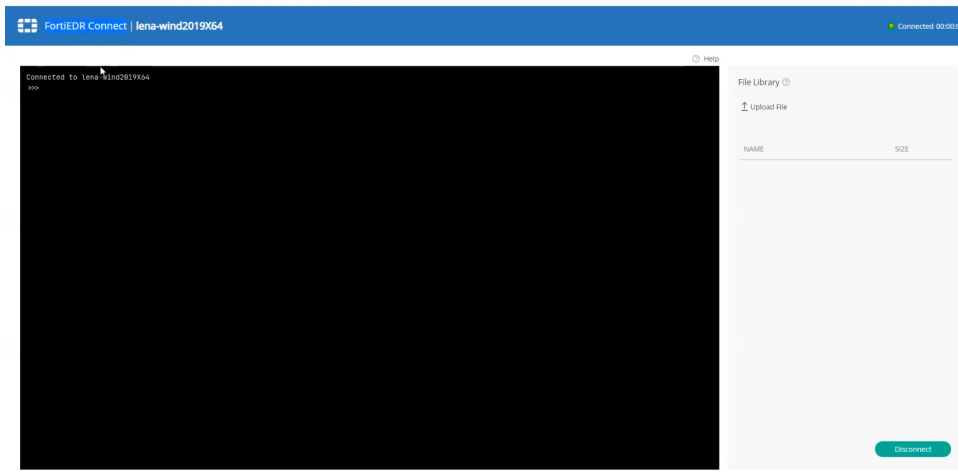 FortiEDR Connect | lena-wind2019X64
Connected 00:00:
Help
Connected to lena-wind2019X64
>>>
File Library
Upload File
NAME SIZE
Disconnect